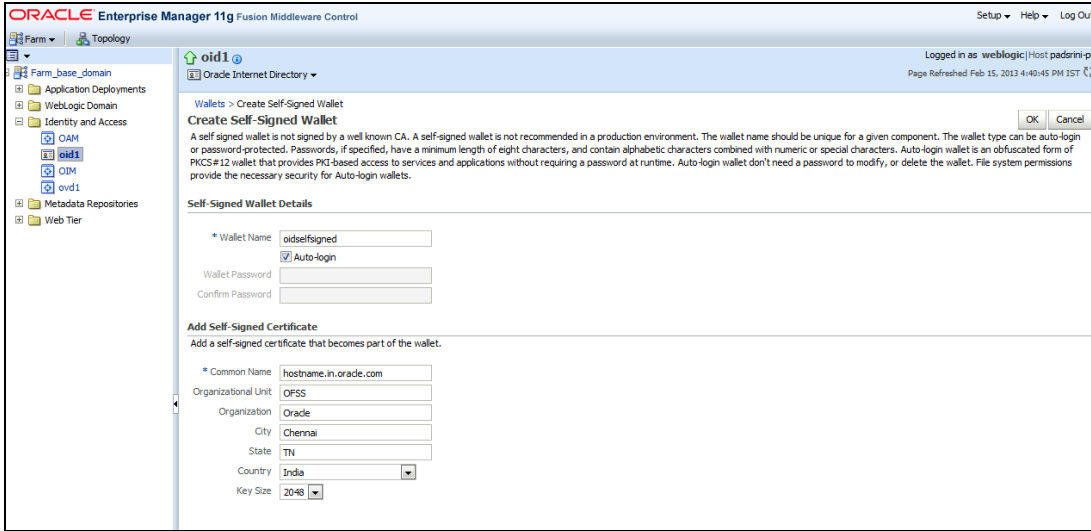 ORACLE Enterprise Manager 11g Fusion Middleware Control
Setup Help Log Ou
Farm Topology
Farm_base_domain
Application Deployments
WebLogic Domain
Identity and Access
OAM
oid1
OIM
ovd1
Metadata Repositories
Web Tier
oid1
Logged in as weblogic|Host padsrini-p
Oracle Internet Directory
Page Refreshed Feb 15, 2013 4:40:45 PM IST
Wallets > Create Self-Signed Wallet
Create Self-Signed Wallet
OK Cancel
A self signed wallet is not signed by a well known CA. A self-signed wallet is not recommended in a production environment. The wallet name should be unique for a given component. The wallet type can be auto-login
or password-protected. Passwords, if specified, have a minimum length of eight characters, and contain alphabetic characters combined with numeric or special characters. Auto-login wallet is an obfuscated form of
PKCS#12 wallet that provides PKI-based access to services and applications without requiring a password at runtime. Auto-login wallet don't need a password to modify, or delete the wallet. File system permissions
provide the necessary security for Auto-login wallets.
Self-Signed Wallet Details
* Wallet Name oidselfsigned
Auto-login
Wallet Password
Confirm Password
Add Self-Signed Certificate
Add a self-signed certificate that becomes part of the wallet.
* Common Name hostname.in.oracle.com
Organizational Unit OFSS
Organization Oracle
City Chennai
State TN
Country India
Key Size 2048